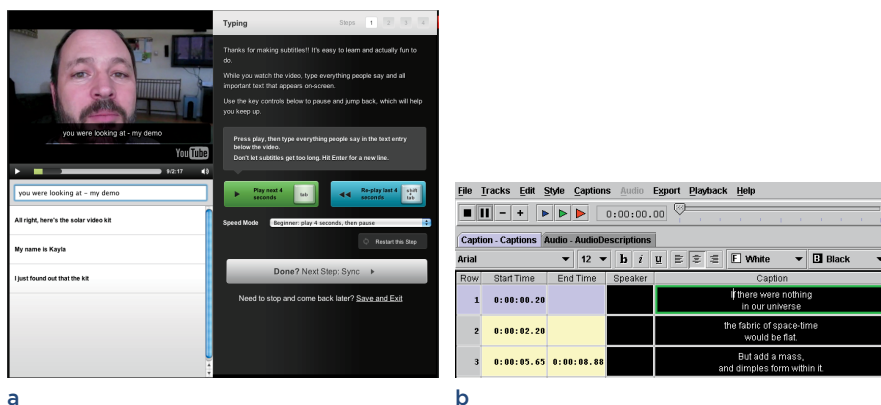 you were looking at - my demo
YouTube
9/2:17
you were looking at – my demo
All right, here's the solar video kit
My name is Kayla
I just found out that the kit
Typing
Steps 1 2 3 4
Thanks for making subtitles!! It's easy to learn and actually fun to
do.
While you watch the video, type everything people say and all
important text that appears on-screen.
Use the key controls below to pause and jump back, which will help
you keep up.
Press play, then type everything people say in the text entry
below the video.
Don't let subtitles get too long. Hit Enter for a new line.
Play next 4
seconds
tab
Re-play last 4
seconds
shift
+
tab
Speed Mode
Beginner: play 4 seconds, then pause
Restart this Step
Done? Next Step: Sync
Need to stop and come back later? Save and Exit
a
File Tracks Edit Style Captions Audio Export Playback Help
0:00:00.00
Caption - Captions Audio - AudioDescriptions
Arial 12 b i u F White B Black
Row Start Time End Time Speaker Caption
1 0:00:00.20 If there were nothing
in our universe
2 0:00:02.20 the fabric of space-time
would be flat.
3 0:00:05.65 0:00:08.88 But add a mass,
and dimples form within it.
b